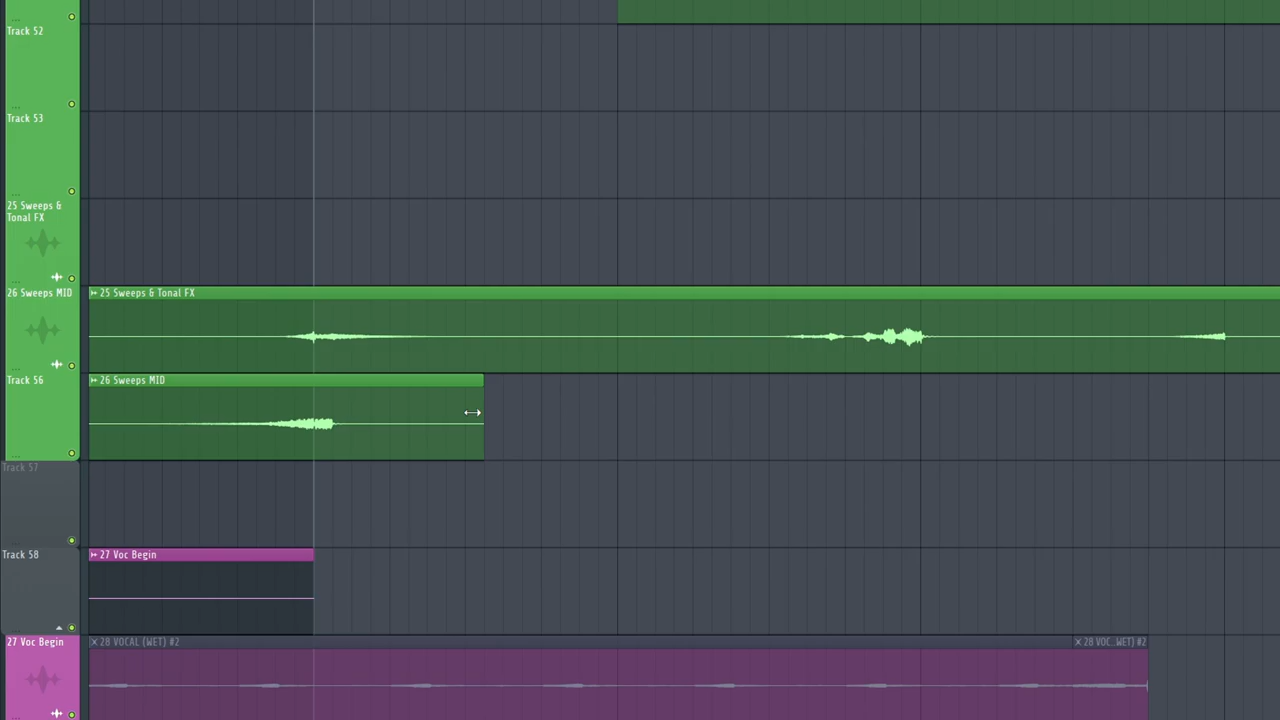 Track 52
Track 53
25 Sweeps &
Tonal FX
26 Sweeps MID
25 Sweeps & Tonal FX
Track 56
26 Sweeps MID
Track 57
Track 58
27 Voc Begin
27 Voc Begin
28 VOCAL (WET) #2
28 VOC..WET) #2